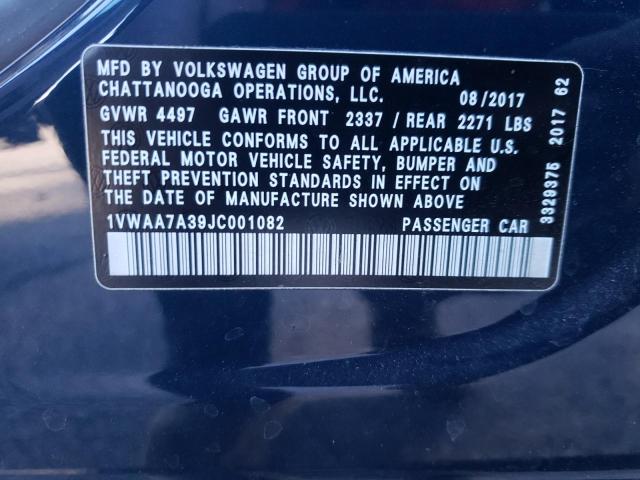 MFD BY VOLKSWAGEN GROUP OF AMERICA
CHATTANOOGA OPERATIONS, LLC. 08/2017
GVWR 4497 GAWR FRONT 2337 / REAR 2271 LBS
THIS VEHICLE CONFORMS TO ALL APPLICABLE U.S.
FEDERAL MOTOR VEHICLE SAFETY, BUMPER AND
THEFT PREVENTION STANDARDS IN EFFECT ON
THE DATE OF MANUFACTURE SHOWN ABOVE
1VWAA7A39JC001082 PASSENGER CAR
3329375 2017 62